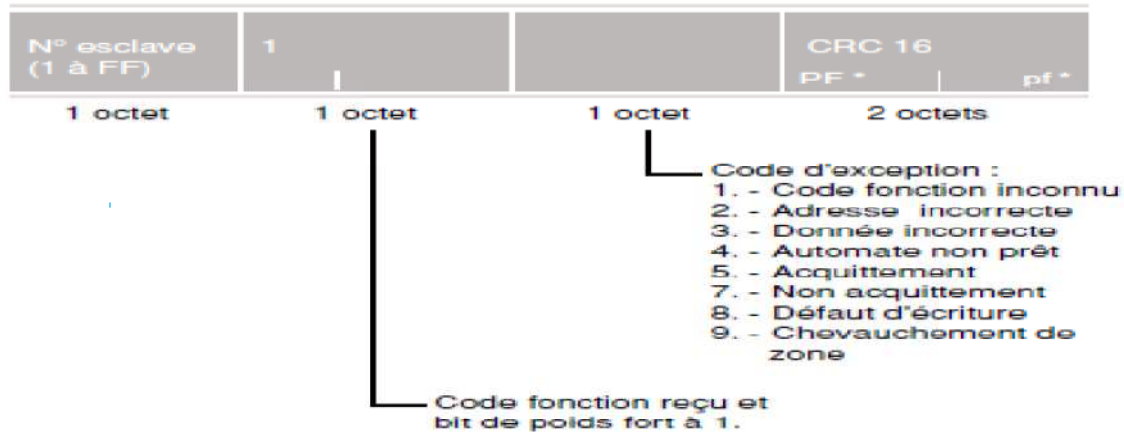 N° esclave
(1 à FF)
1
CRC 16
PF *
pf *
1 octet
1 octet
1 octet
2 octets
Code d'exception :
1. - Code fonction inconnu
2. - Adresse incorrecte
3. - Donnée incorrecte
4. - Automate non prêt
5. - Acquittement
7. - Non acquittement
8. - Défaut d'écriture
9. - Chevauchement de
zone
Code fonction reçu et
bit de poids fort à 1.